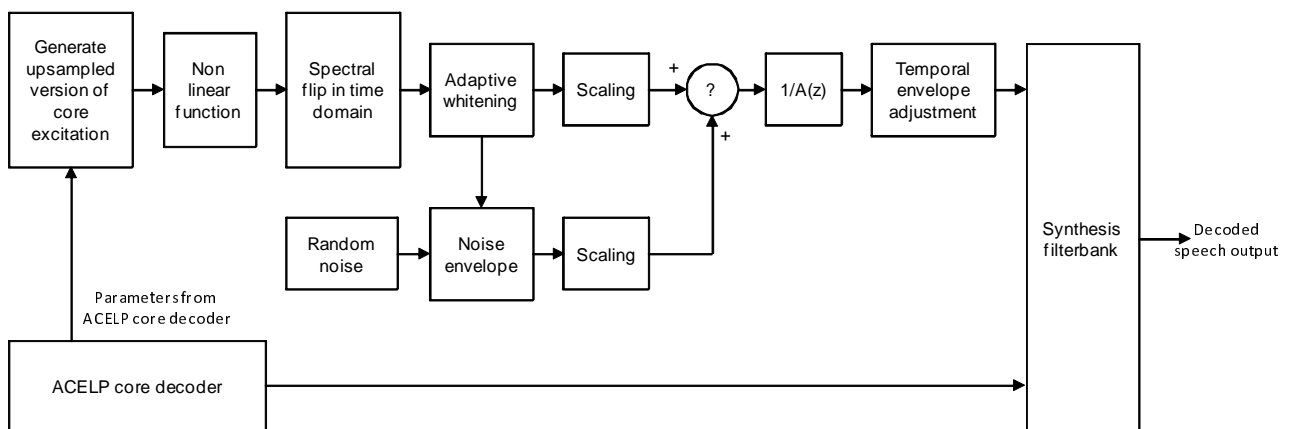 Generate
upsampled
version of
core
excitation
Non
linear
function
Spectral
flip in time
domain
Adaptive
whitening
Scaling
+
?
+
1/A(z)
Temporal
envelope
adjustment
Random
noise
Noise
envelope
Scaling
Synthesis
filterbank
Decoded
speech output
Parameters from
ACELP core decoder
ACELP core decoder